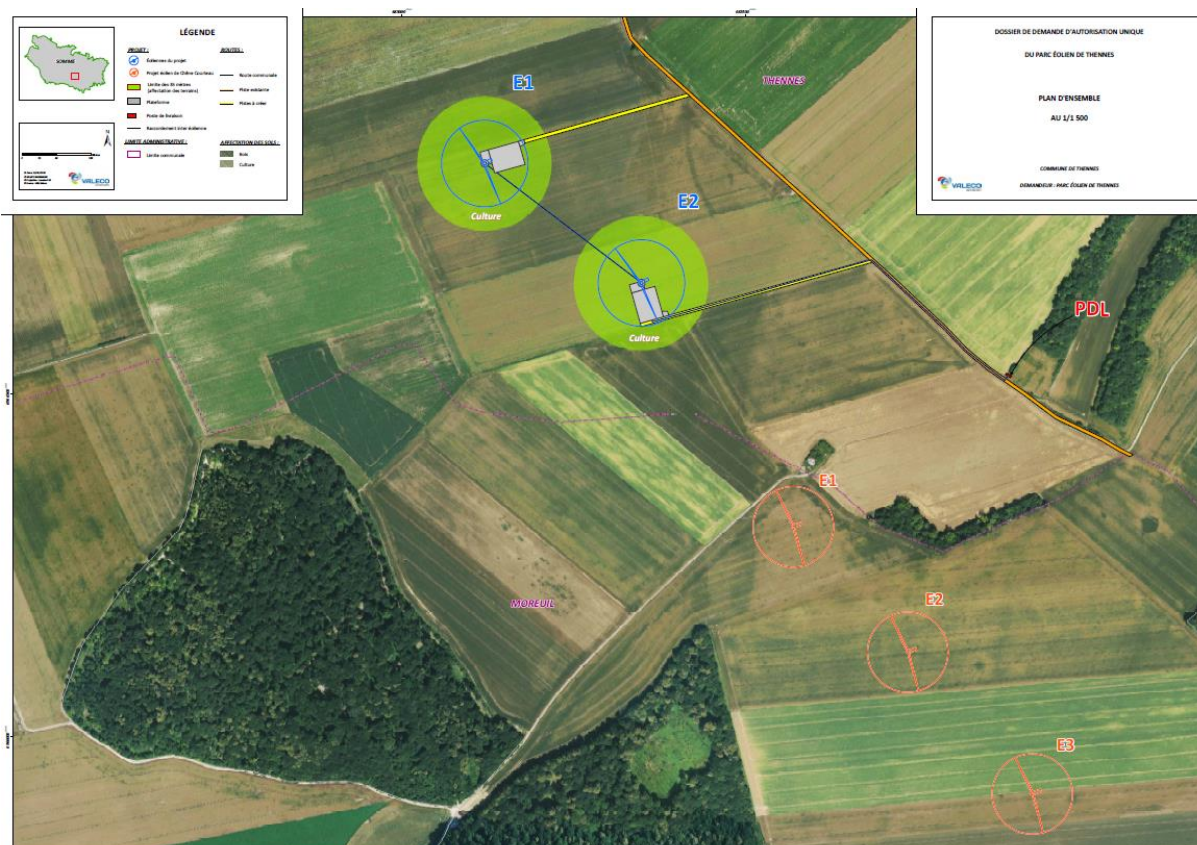 LÉGENDE
SOMME
PROJET :
Éoliennes du projet
Projet éolien de Chêne Courteau
Limite des 85 mètres
(affectation des terrains)
Plateforme
Poste de livraison
Raccordement inter-éolienne
LIMITE ADMINISTRATIVE :
Limite communale
ROUTES :
Route communale
Piste existante
Pistes à créer
AFFECTATION DES SOLS :
Bois
Culture
N
VALECO
DOSSIER DE DEMANDE D'AUTORISATION UNIQUE
DU PARC ÉOLIEN DE THENNES
PLAN D'ENSEMBLE
AU 1/1 500
COMMUNE DE THENNES
DEMANDEUR : PARC ÉOLIEN DE THENNES
VALECO
E1
THENNES
E2
Culture
PDL
Culture
E1
E2
MOREUIL
E3